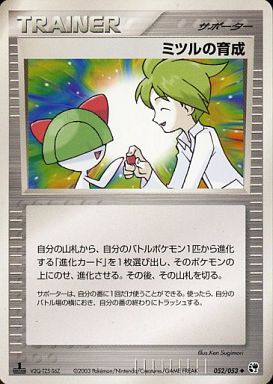 TRAINER
サポーター
ミツルの育成
自分の山札から、自分のバトルポケモン1匹から進化
する「進化カード」を1枚選び出し、そのポケモンの
上にのせ、進化させる。その後、その山札を切る。
サポーターは、自分の番に1回だけ使うことができる。使ったら、自分の
バトル場の横におき、自分の番の終わりにトラッシュする。
Illus.Ken Sugimori
1
V2Q-TZ5-S6Z
©2003 Pokémon/Nintendo/Creatures/GAME FREAK
052/053